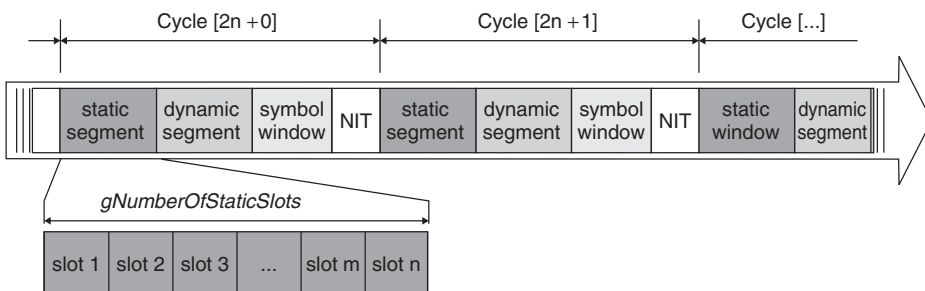 Cycle [2n +0] Cycle [2n +1] Cycle [...]
static segment
dynamic segment
symbol window
NIT
static segment
dynamic segment
symbol window
NIT
static window
dynamic segment
gNumberOfStaticSlots
slot 1 slot 2 slot 3 ... slot m slot n